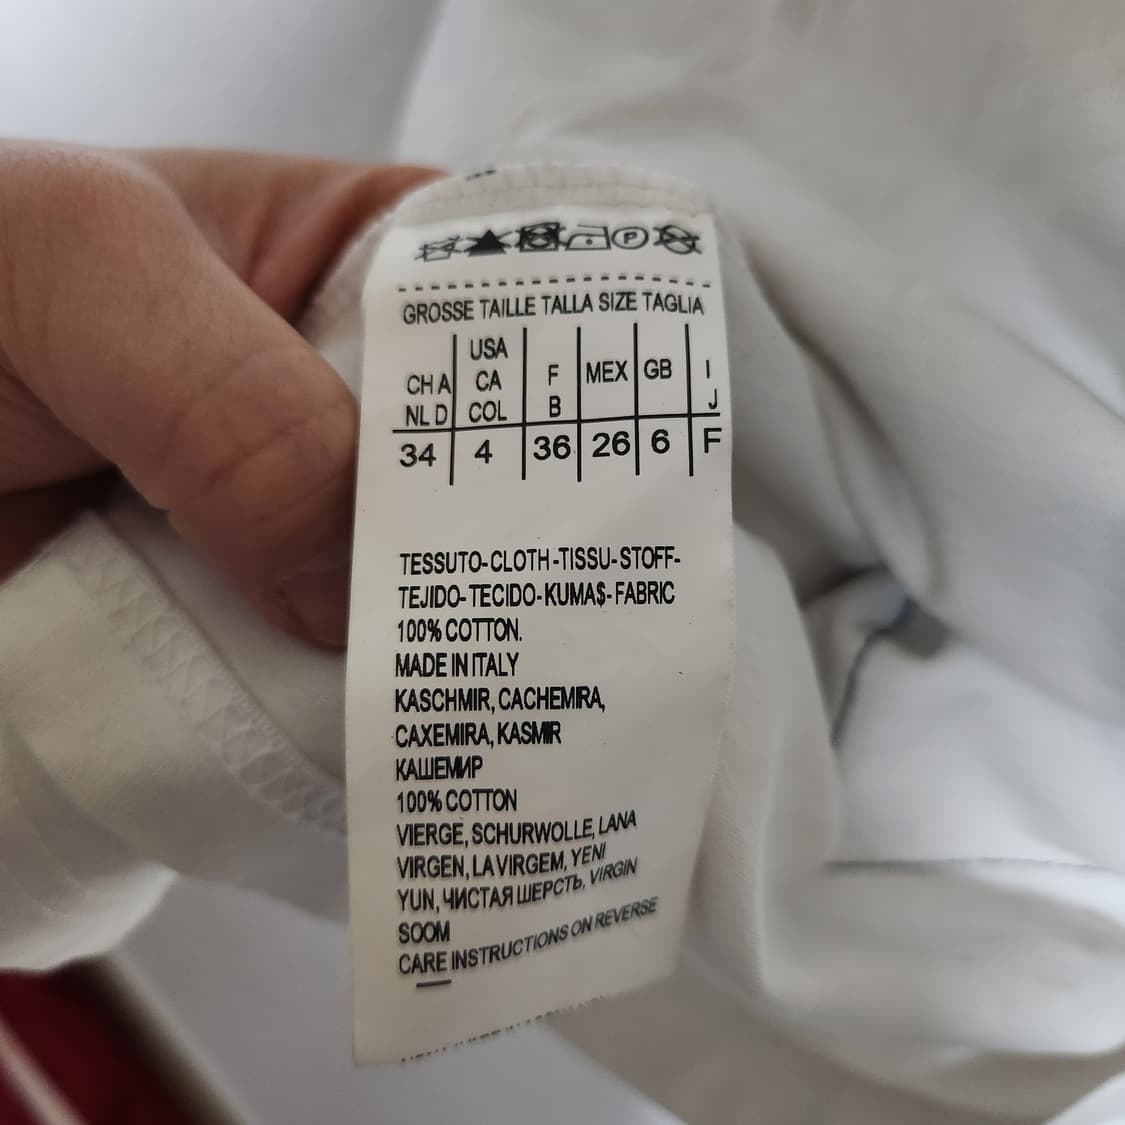 P
GROSSE TAILLE TALLA SIZE TAGLIA
USA
CH A CA F MEX GB I
NL D COL B J
34 4 36 26 6 F
TESSUTO-CLOTH-TISSU-STOFF-
TEJIDO-TECIDO-KUMA$-FABRIC
100% COTTON.
MADE IN ITALY
KASCHMIR, CACHEMIRA,
CAXEMIRA, KASMIR
КАШЕМИР
100% COTTON
VIERGE, SCHURWOLLE, LANA
VIRGEN, LA VIRGEM, YENI
YUN, ЧИСТАЯ ШЕРСТЬ, VIRGIN
SOOM
CARE INSTRUCTIONS ON REVERSE